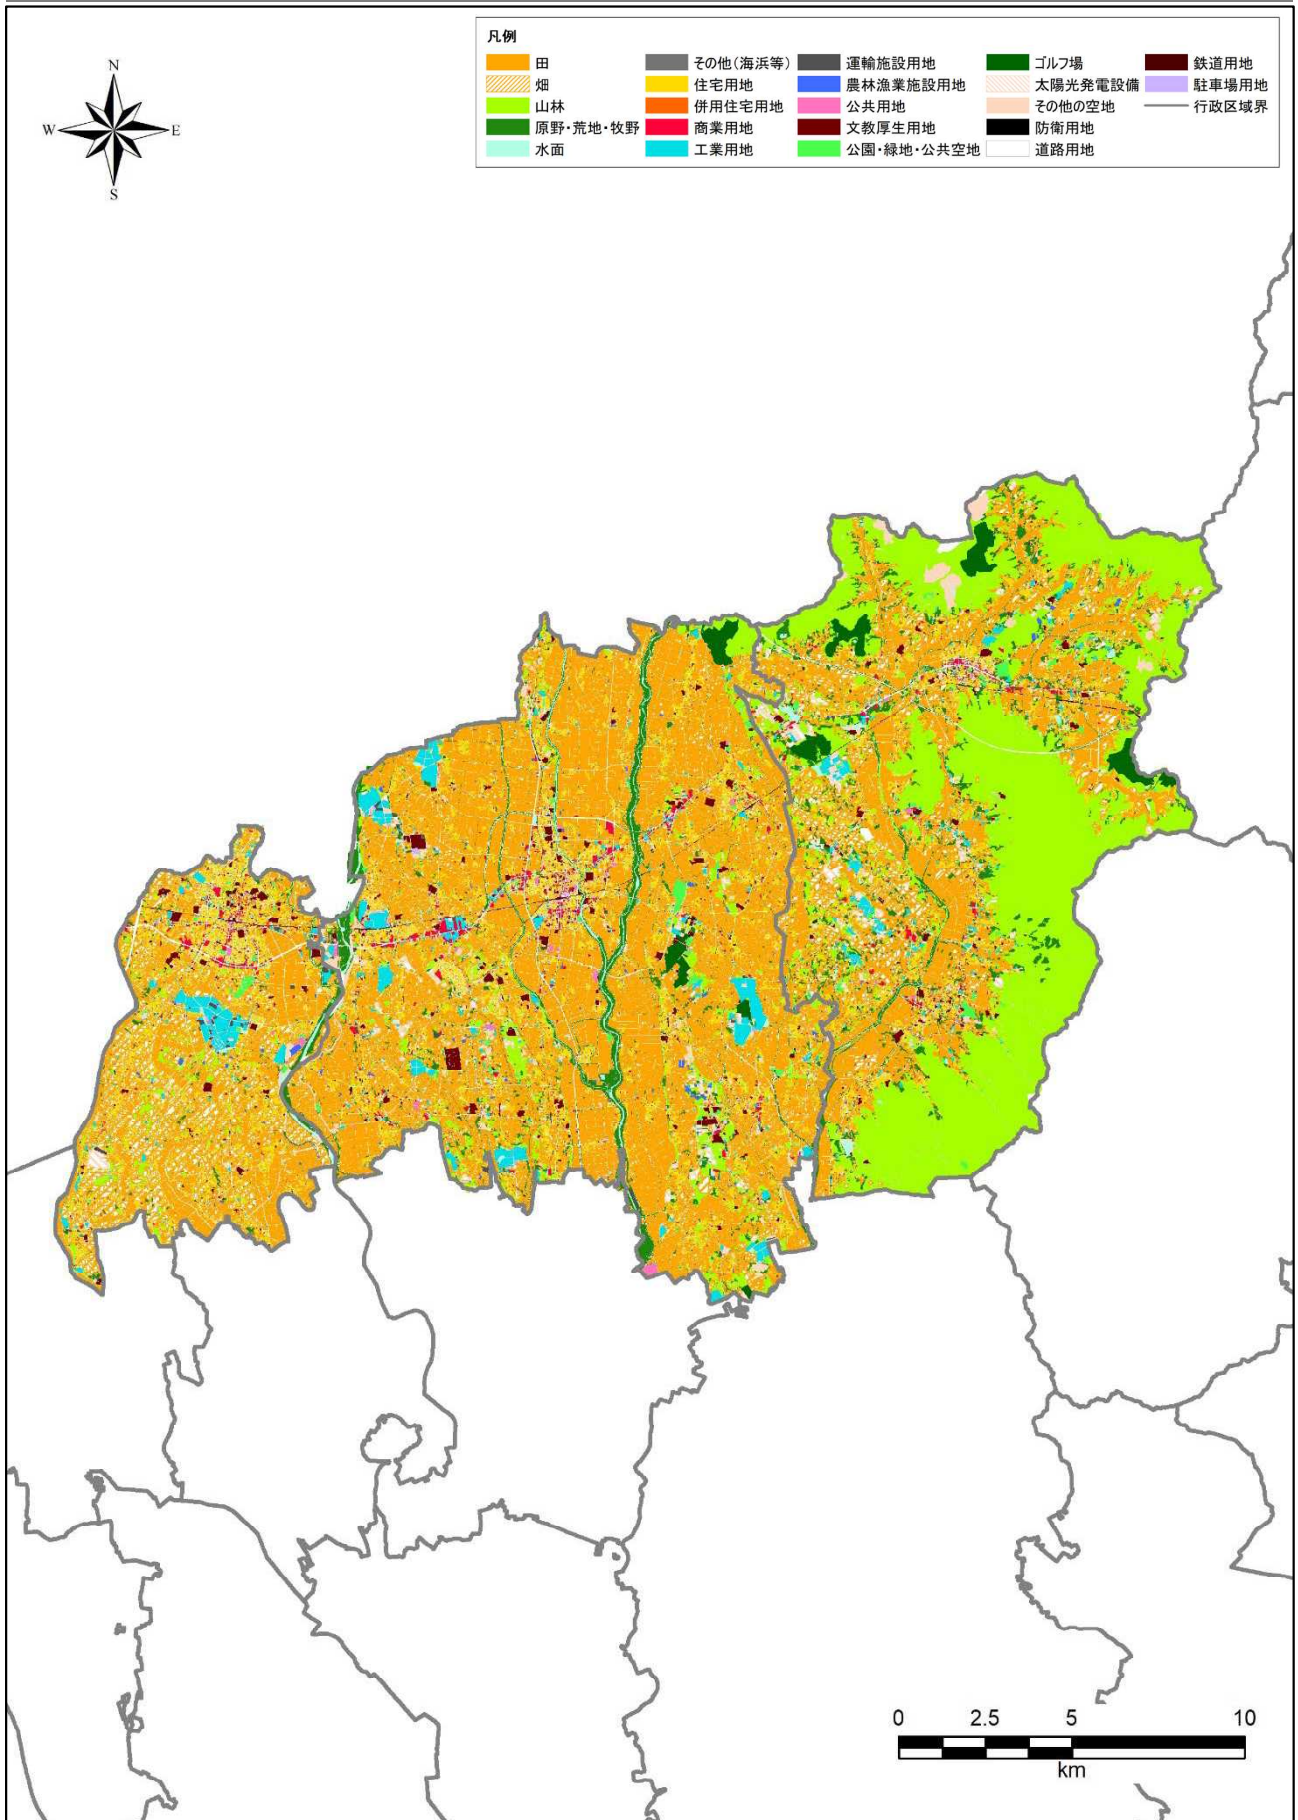 凡例
田
畑
山林
原野・荒地・牧野
水面
その他(海浜等)
住宅用地
併用住宅用地
商業用地
工業用地
運輸施設用地
農林漁業施設用地
公共用地
文教厚生用地
公園・緑地・公共空地
ゴルフ場
太陽光発電設備
その他の空地
防衛用地
道路用地
鉄道用地
駐車場用地
行政区域界
N
W E
S
0 2.5 5 10
km